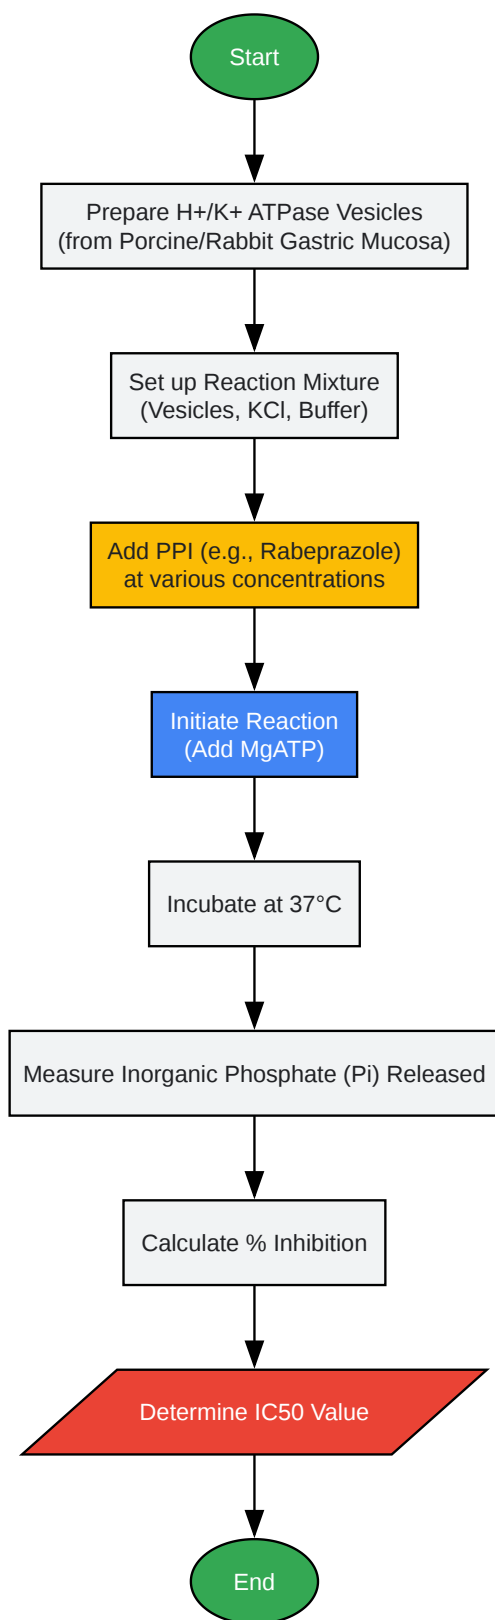 Start
Prepare H+/K+ ATPase Vesicles
(from Porcine/Rabbit Gastric Mucosa)
Set up Reaction Mixture
(Vesicles, KCl, Buffer)
Add PPI (e.g., Rabeprazole)
at various concentrations
Initiate Reaction
(Add MgATP)
Incubate at 37°C
Measure Inorganic Phosphate (Pi) Released
Calculate % Inhibition
Determine IC50 Value
End